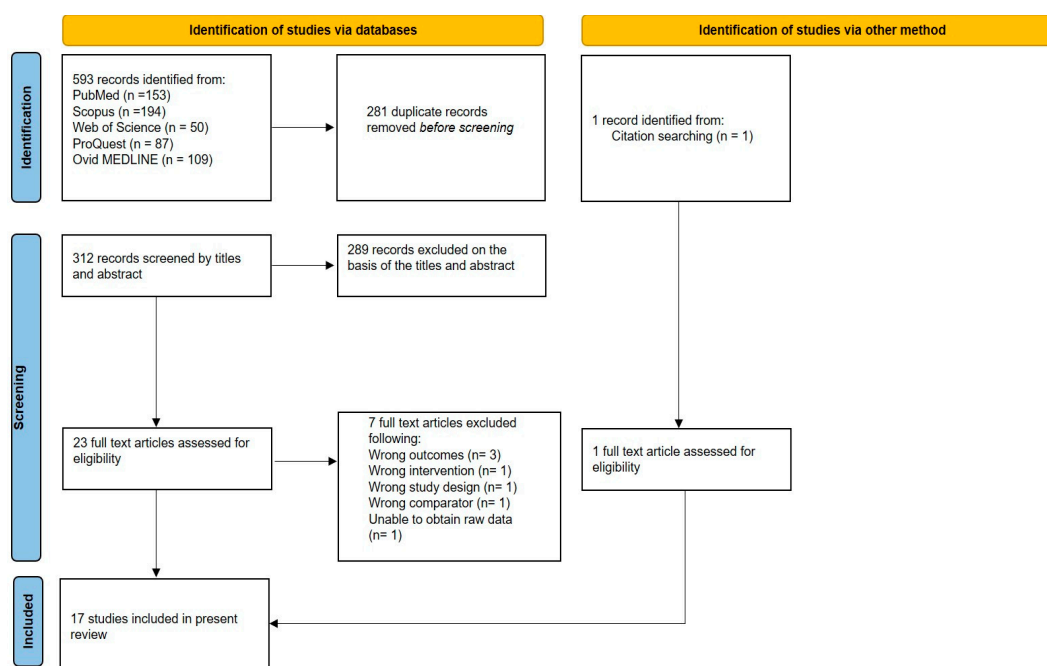 Identification of studies via databases
Identification of studies via other method
Identification
593 records identified from:
PubMed (n =153)
Scopus (n =194)
Web of Science (n = 50)
ProQuest (n = 87)
Ovid MEDLINE (n = 109)
281 duplicate records
removed before screening
1 record identified from:
Citation searching (n = 1)
Screening
312 records screened by titles
and abstract
289 records excluded on the
basis of the titles and abstract
23 full text articles assessed for
eligibility
7 full text articles excluded
following:
Wrong outcomes (n= 3)
Wrong intervention (n= 1)
Wrong study design (n= 1)
Wrong comparator (n= 1)
Unable to obtain raw data
(n= 1)
1 full text article assessed for
eligibility
Included
17 studies included in present
review